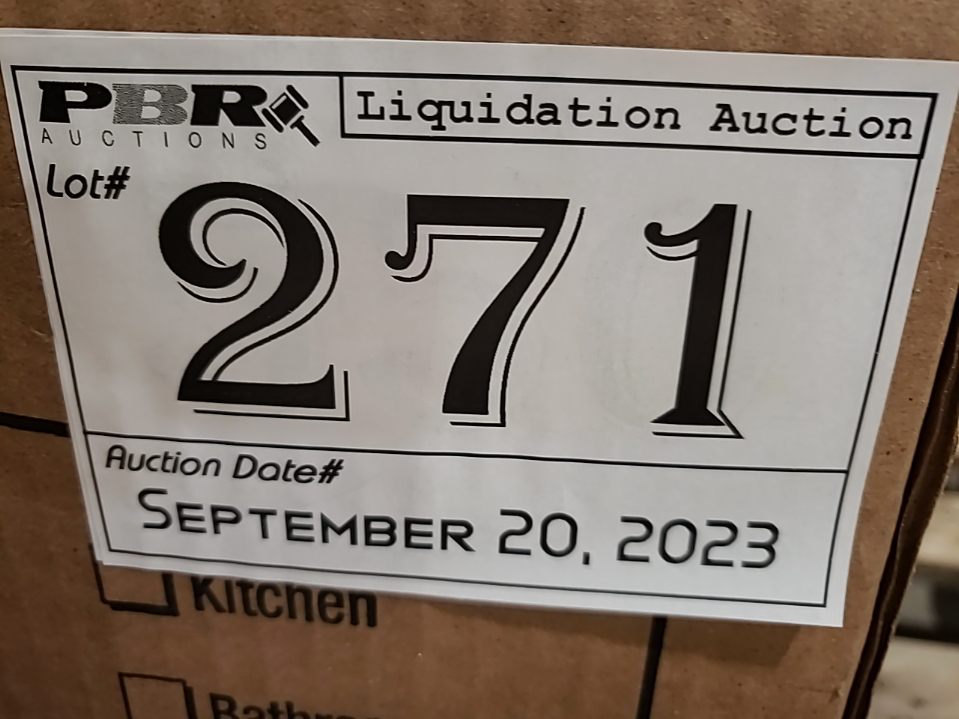 PBR
AUCTIONS
Liquidation Auction
Lot#
271
Auction Date#
September 20, 2023
Kitchen